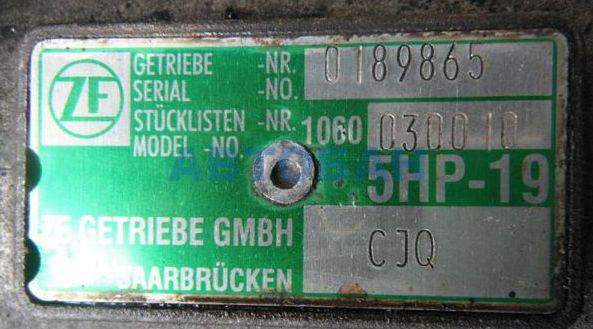 ZF
GETRIEBE -NR. 0189865
SERIAL -NO.
STÜCKLISTEN -NR. 1060 030010
MODEL -NO.
АВТОБАН
5HP-19
ZF GETRIEBE GMBH
CJQ
SAARBRÜCKEN